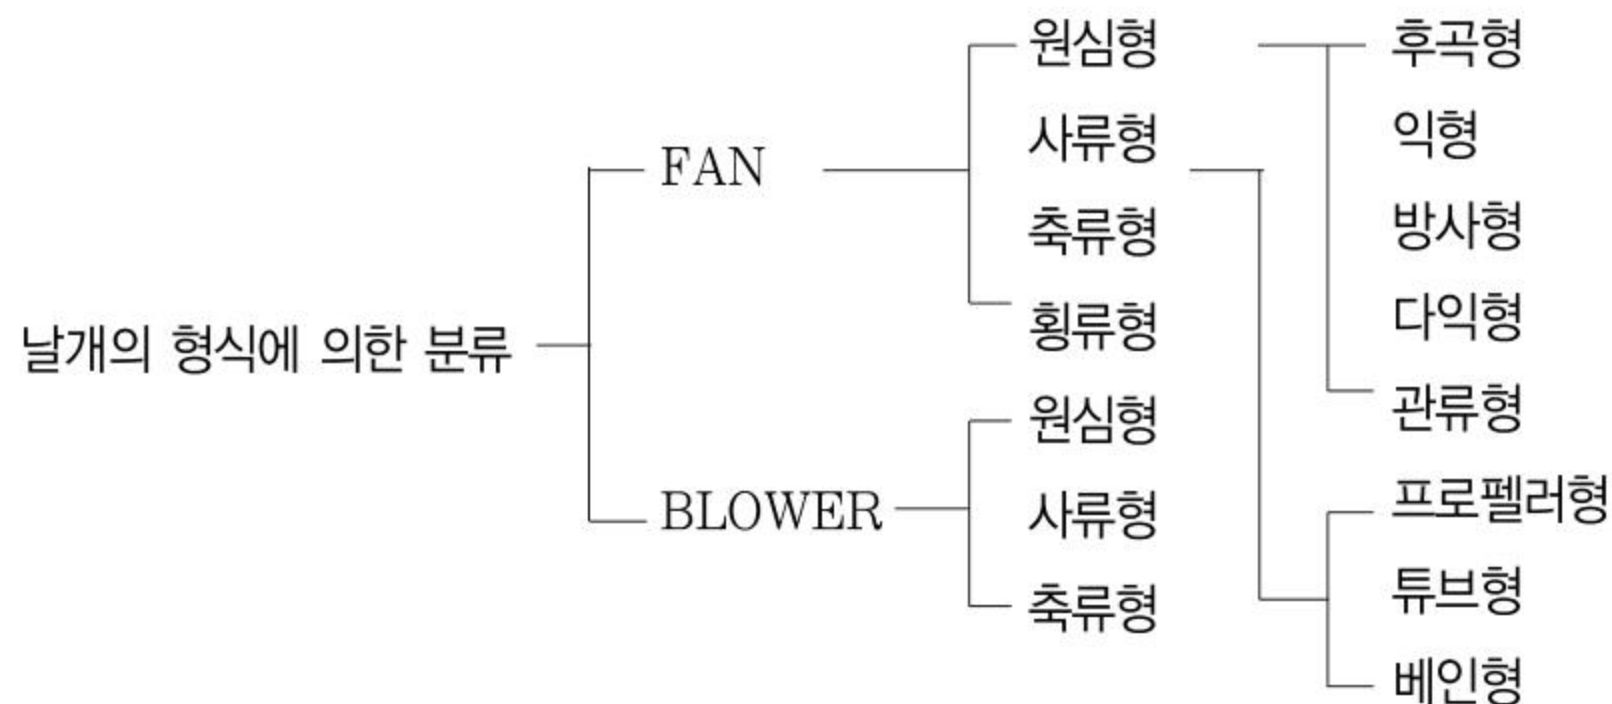 날개의 형식에 의한 분류
FAN
BLOWER
원심형
사류형
축류형
횡류형
원심형
사류형
축류형
후곡형
익형
방사형
다익형
관류형
프로펠러형
튜브형
베인형